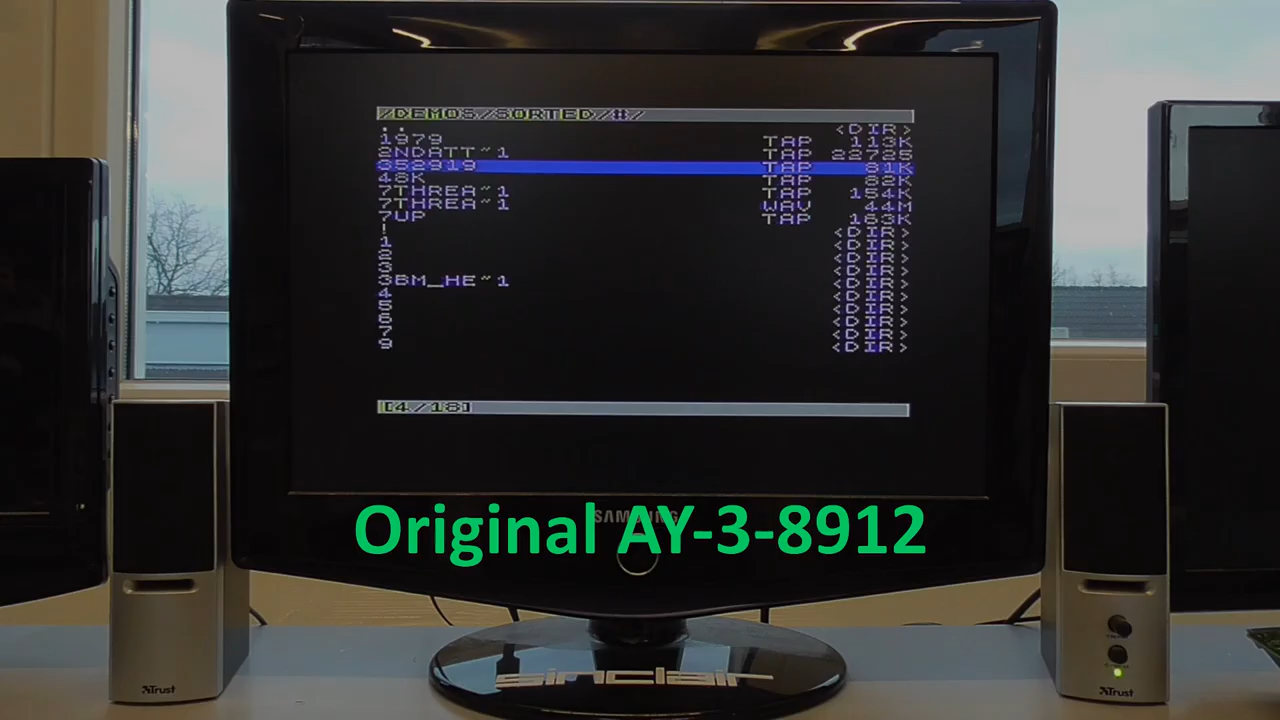 /DEMOS/SORTED/#/
.. <DIR>
1979 TAP 113K
2NDATT~1 TAP 22725
352919 TAP 81K
48K TAP 82K
7THREA~1 TAP 154K
7THREA~1 WAV 44M
7UP TAP 163K
! <DIR>
1 <DIR>
2 <DIR>
3 <DIR>
3BM_HE~1 <DIR>
4 <DIR>
5 <DIR>
6 <DIR>
7 <DIR>
9 <DIR>
[4/18]
SAMSUNG
Original AY-3-8912
sinclair
Trust
Trust